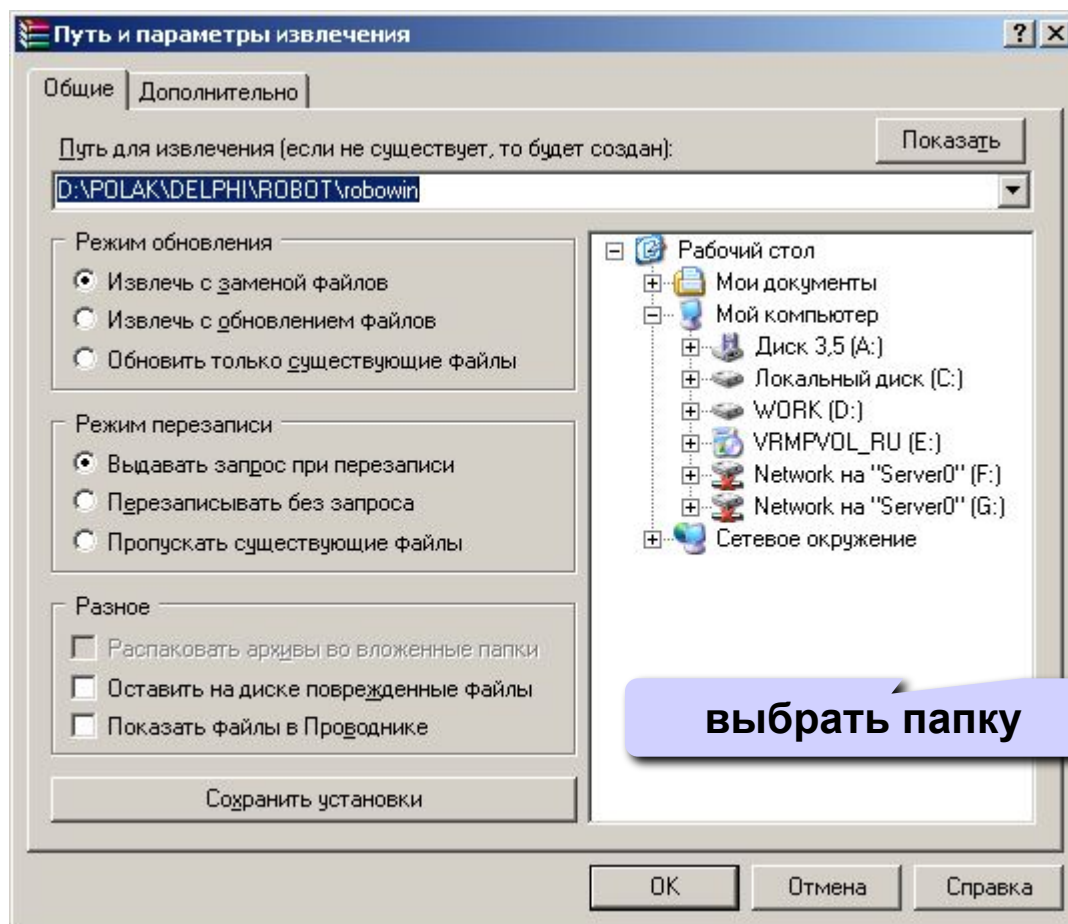 Путь и параметры извлечения
Общие
Дополнительно
Путь для извлечения (если не существует, то будет создан):
Показать
D:\POLAK\DELPHI\ROBOT\robowin
Режим обновления
Извлечь с заменой файлов
Извлечь с обновлением файлов
Обновить только существующие файлы
Режим перезаписи
Выдавать запрос при перезаписи
Перезаписывать без запроса
Пропускать существующие файлы
Разное
Распаковать архивы во вложенные папки
Оставить на диске поврежденные файлы
Показать файлы в Проводнике
Сохранить установки
Рабочий стол
Мои документы
Мой компьютер
Диск 3,5 (A:)
Локальный диск (C:)
WORK (D:)
VRMPVOL_RU (E:)
Network на "Server0" (F:)
Network на "Server0" (G:)
Сетевое окружение
выбрать папку
OK
Отмена
Справка